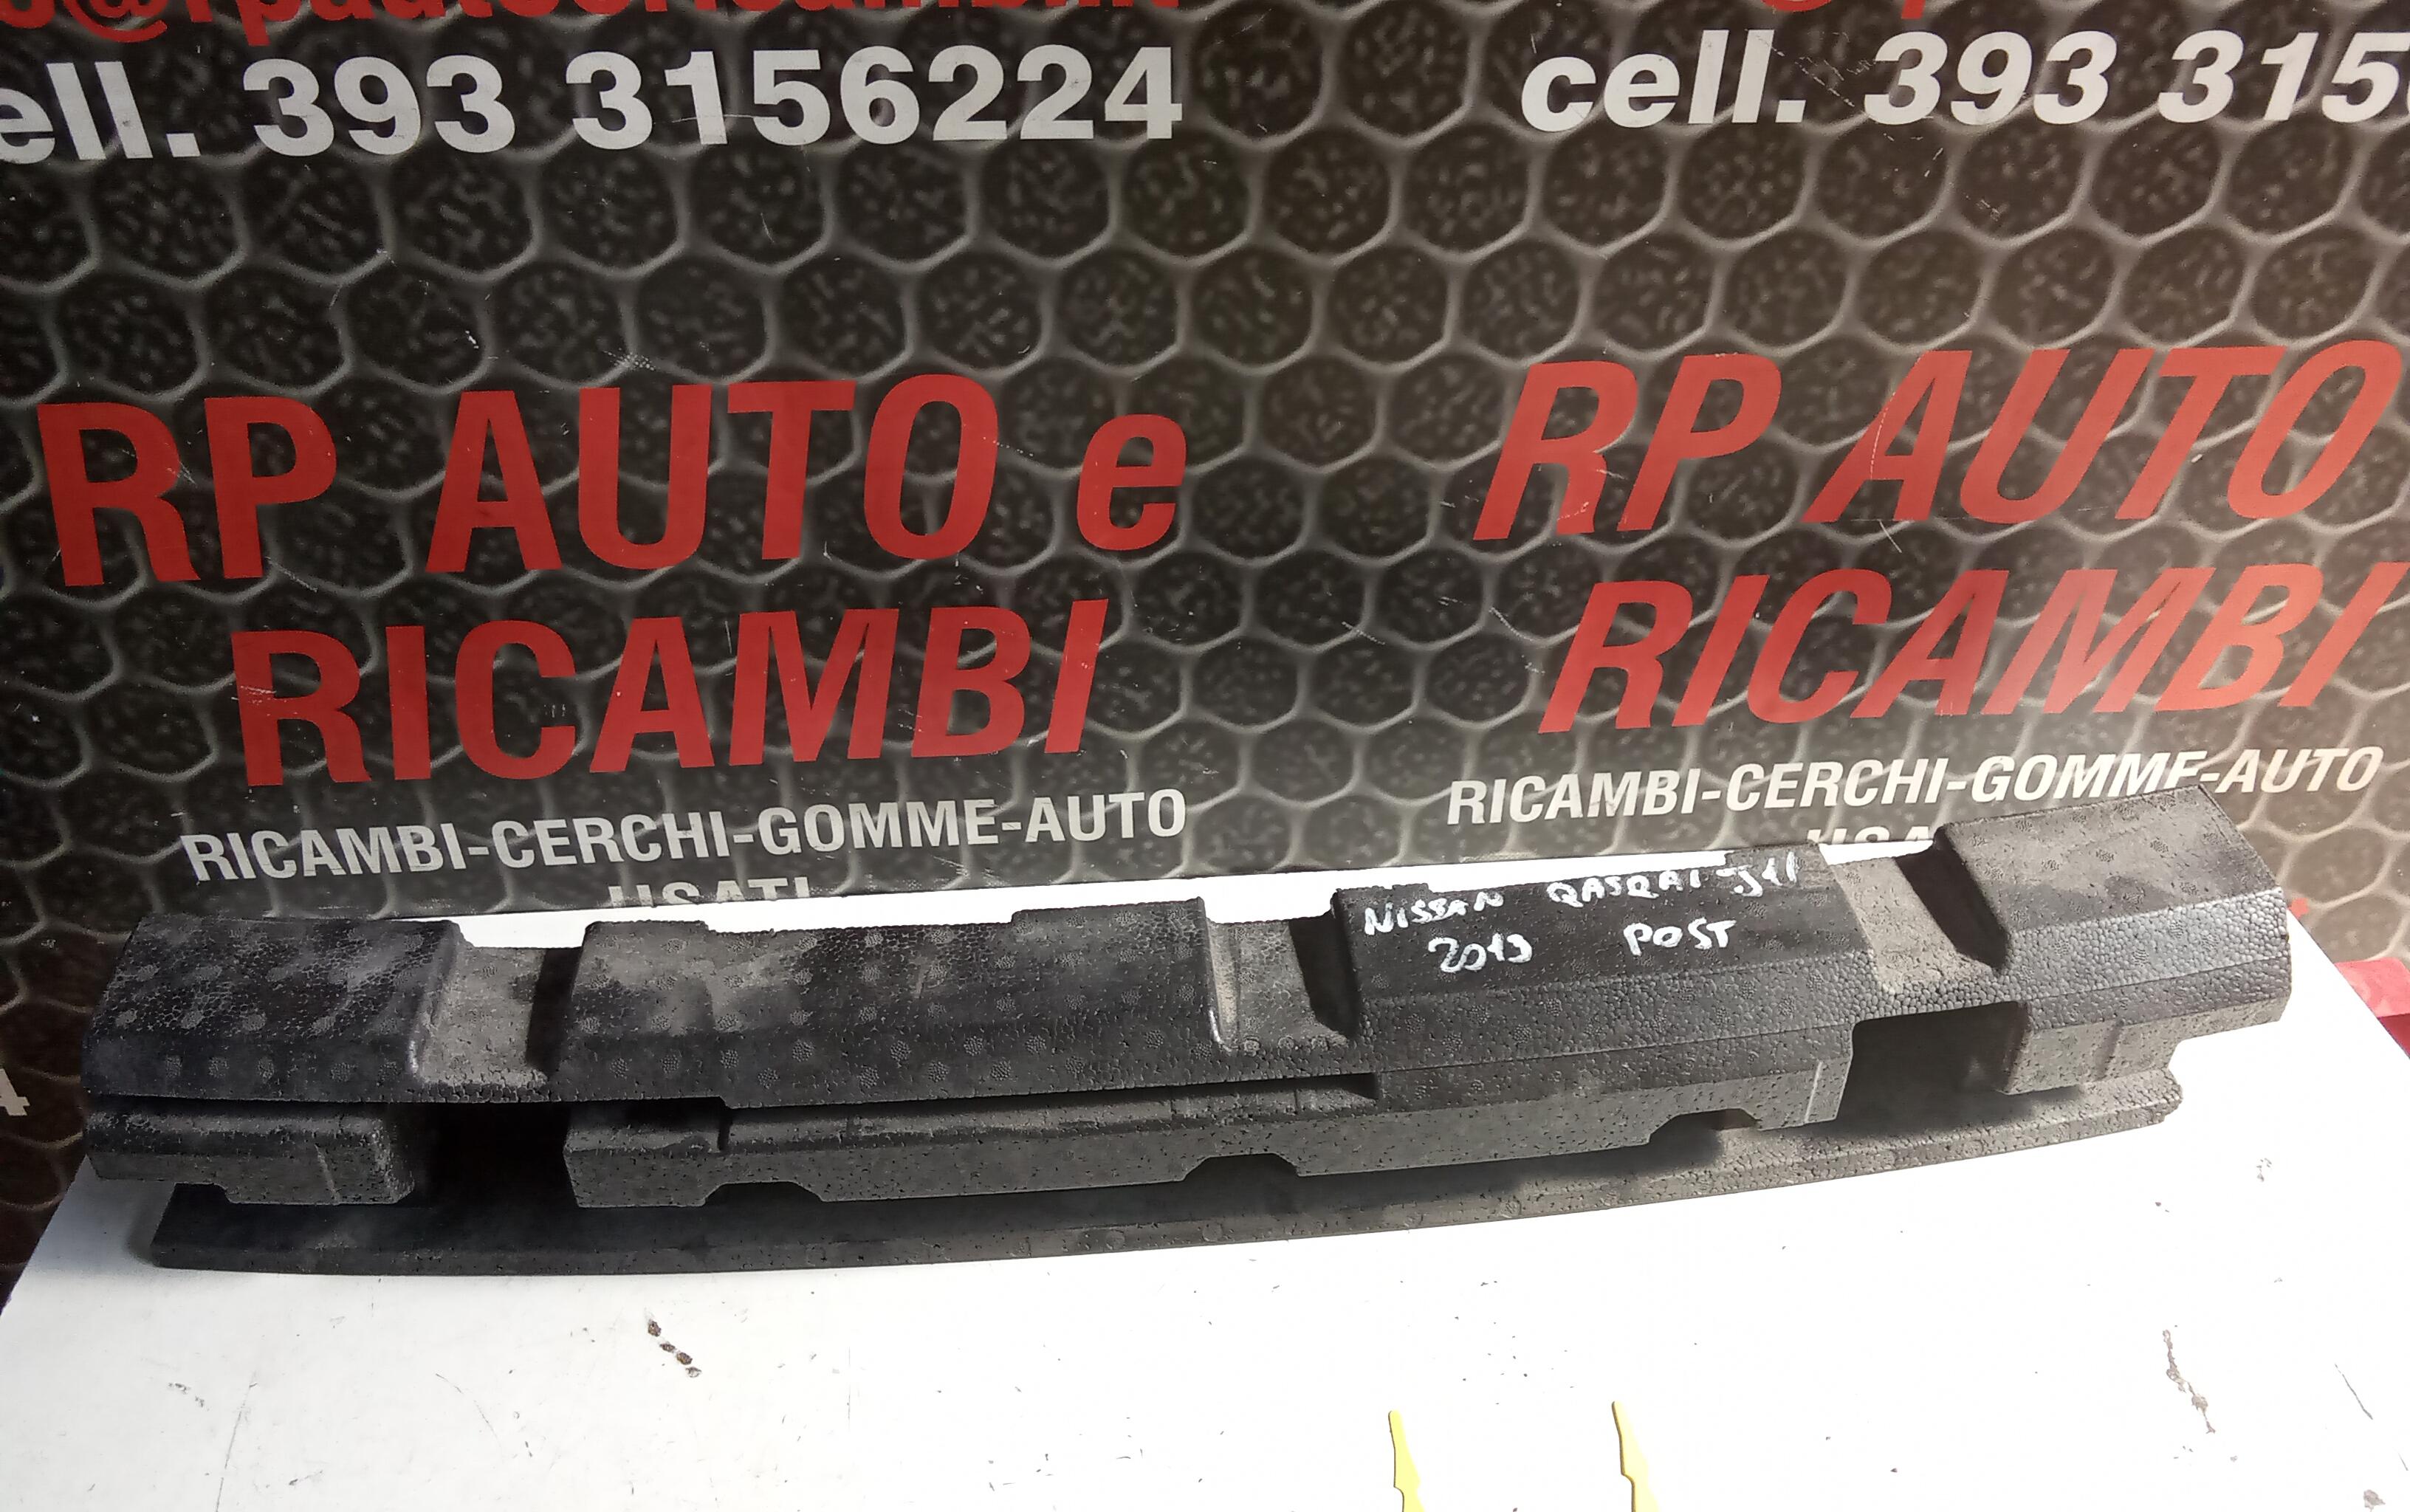 ell. 393 3156224
cell. 393 315
RP AUTO e
RICAMBI
RP AUTO
RICAMBI
RICAMBI-CERCHI-GOMME-AUTO
USATI
RICAMBI-CERCHI-GOMME-AUTO
NISSAN QASQAI-J11
2013 POST